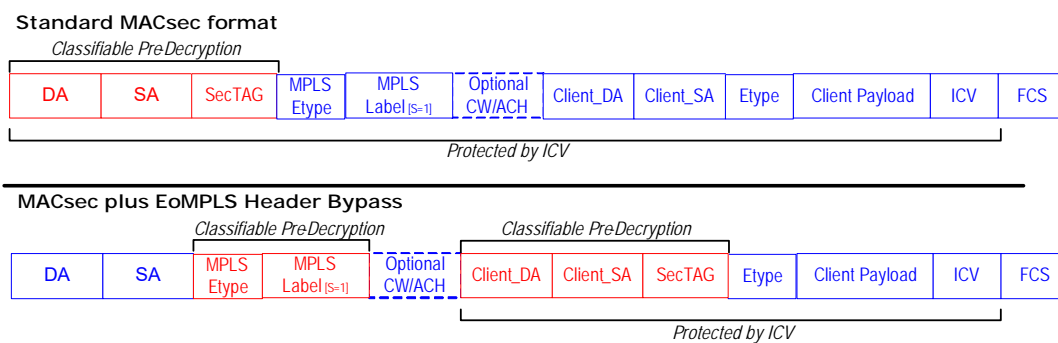 Standard MACsec format
Classifiable Pre-Decryption
DA SA SecTAG MPLS Etype MPLS Label [S=1] Optional CW/ACH Client_DA Client_SA Etype Client Payload ICV FCS
Protected by ICV
MACsec plus EoMPLS Header Bypass
Classifiable Pre-Decryption Classifiable Pre-Decryption
DA SA MPLS Etype MPLS Label [S=1] Optional CW/ACH Client_DA Client_SA SecTAG Etype Client Payload ICV FCS
Protected by ICV